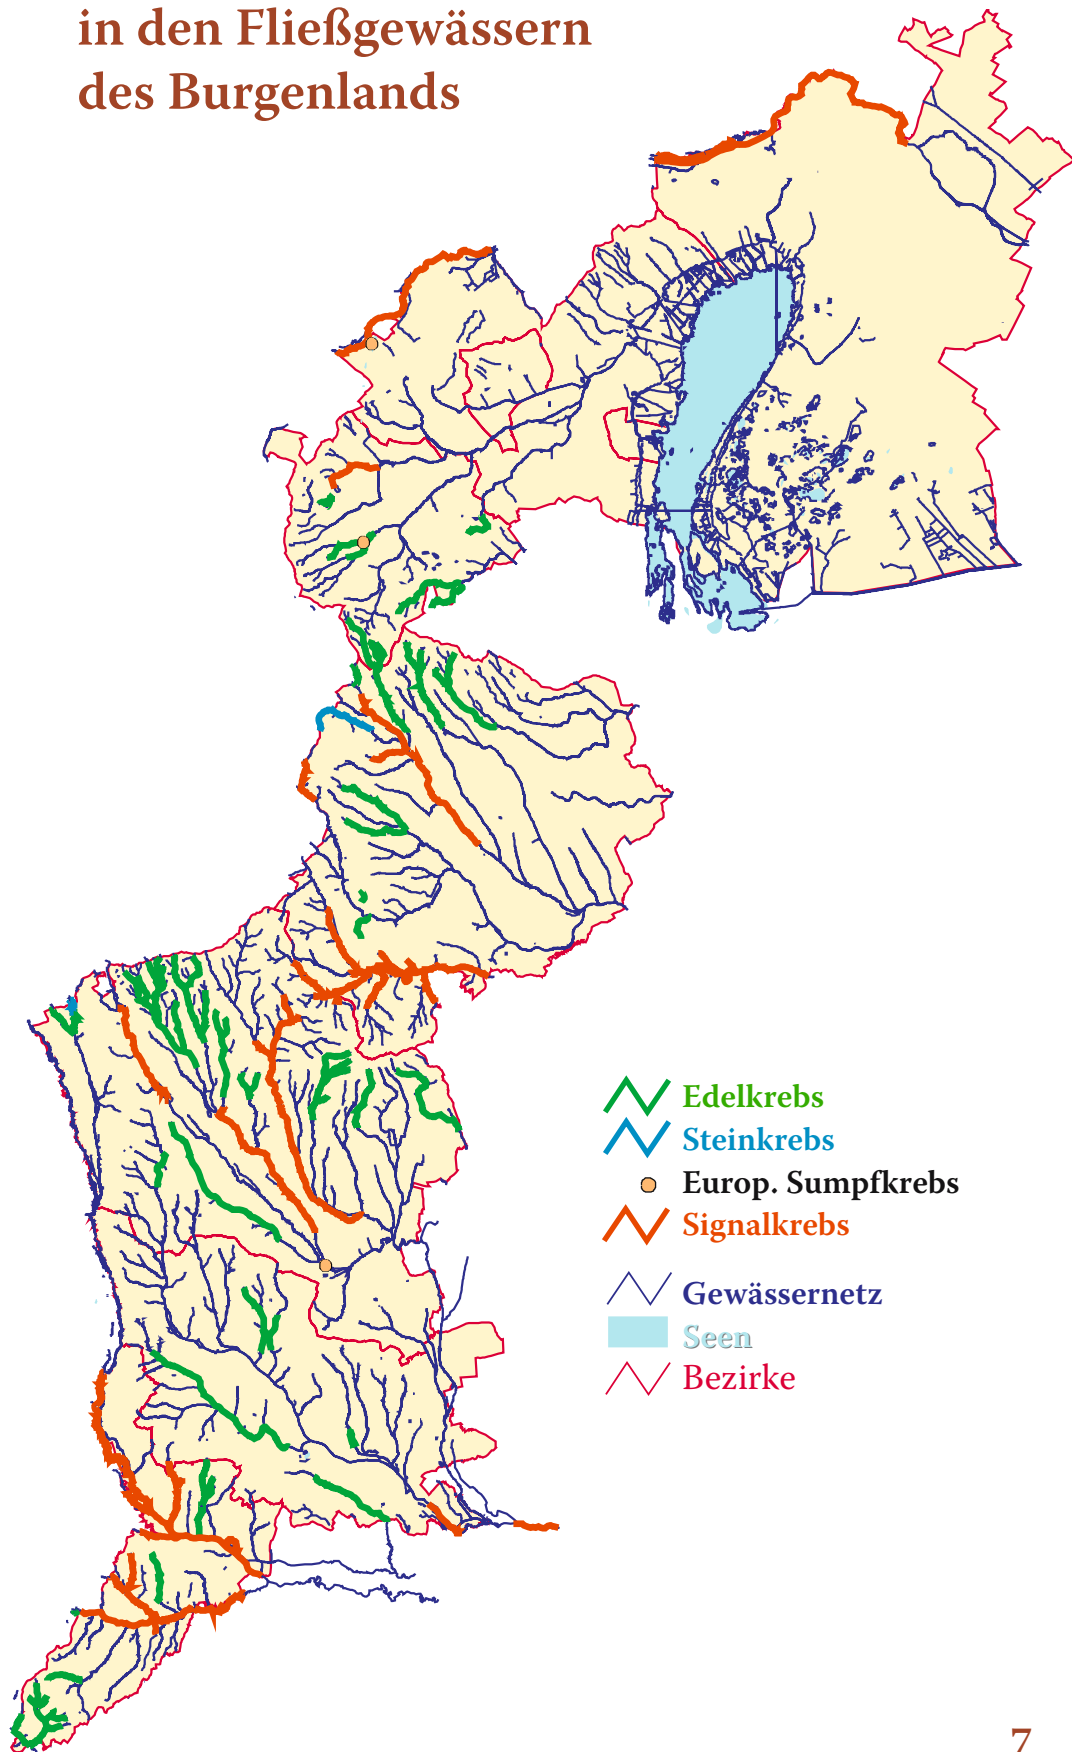 in den Fließgewässern
des Burgenlands
Edelkrebs
Steinkrebs
Europ. Sumpfkrebs
Signalkrebs
Gewässernetz
Seen
Bezirke
7